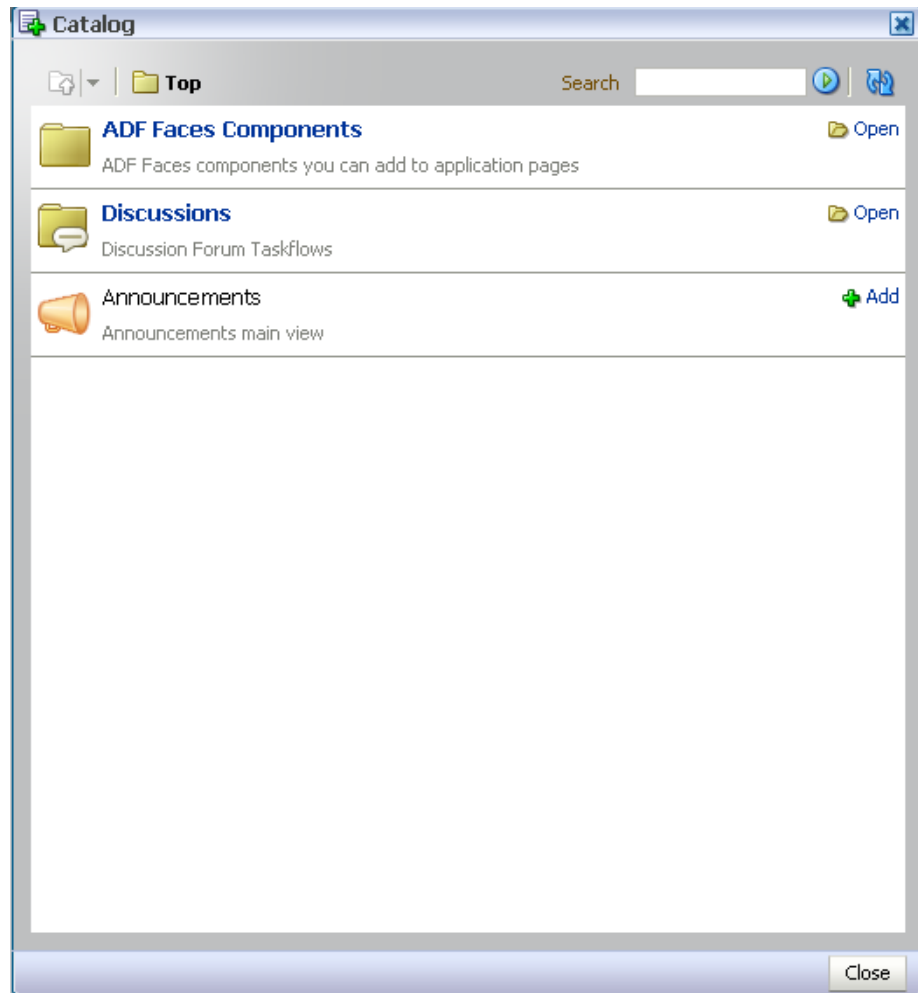 Catalog
Top Search
ADF Faces Components Open
ADF Faces components you can add to application pages
Discussions Open
Discussion Forum Taskflows
Announcements Add
Announcements main view
Close